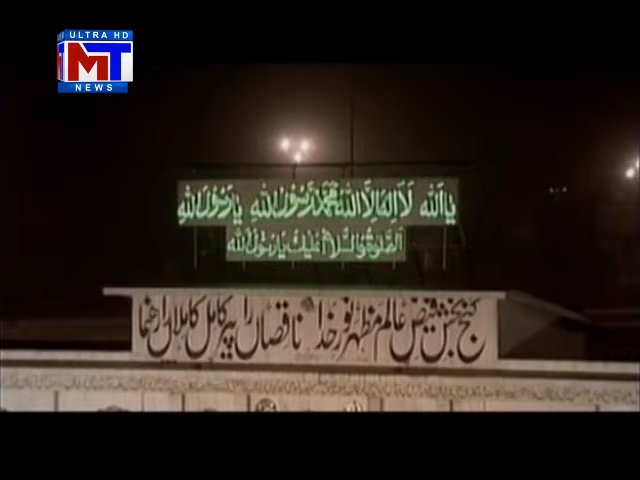 ULTRA HD
MT
NEWS
یا اللہ لا الہ الا اللہ محمد رسول اللہ یا رسول اللہ
الصلوۃ والسلام علیک یا رسول اللہ
گنج بخش فیض عالم مظہر نور خدا ناقصاں را پیر کامل کاملاں را رھنما